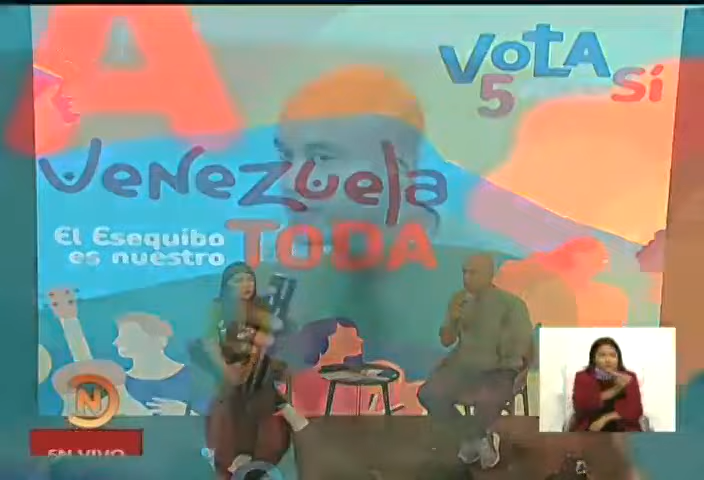 A
VOTA
5 Sí
Venezuela
El Esequibo
es nuestro
TODA
N
EN VIVO